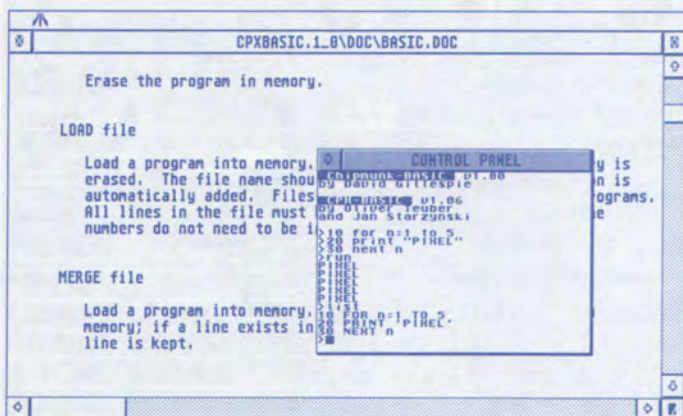 CPXBASIC.1_0\DOC\BASIC.DOC
Erase the program in memory.
LOAD file
Load a program into memory.
y is
erased. The file name shou
n is
automatically added. Files
ograms.
All lines in the file must
e
numbers do not need to be i
MERGE file
Load a program into memory.
memory; if a line exists in
line is kept.
CONTROL PANEL
Chipmunk-BASIC v1.00
by David Gillespie
CPX-BASIC v1.06
by Oliver Teuber
and Jan Starzynski
>10 for n=1 to 5
>20 print "PIXEL"
>30 next n
>run
PIXEL
PIXEL
PIXEL
PIXEL
PIXEL
>list
10 FOR n=1 TO 5
20 PRINT 'PIXEL'
30 NEXT n
>